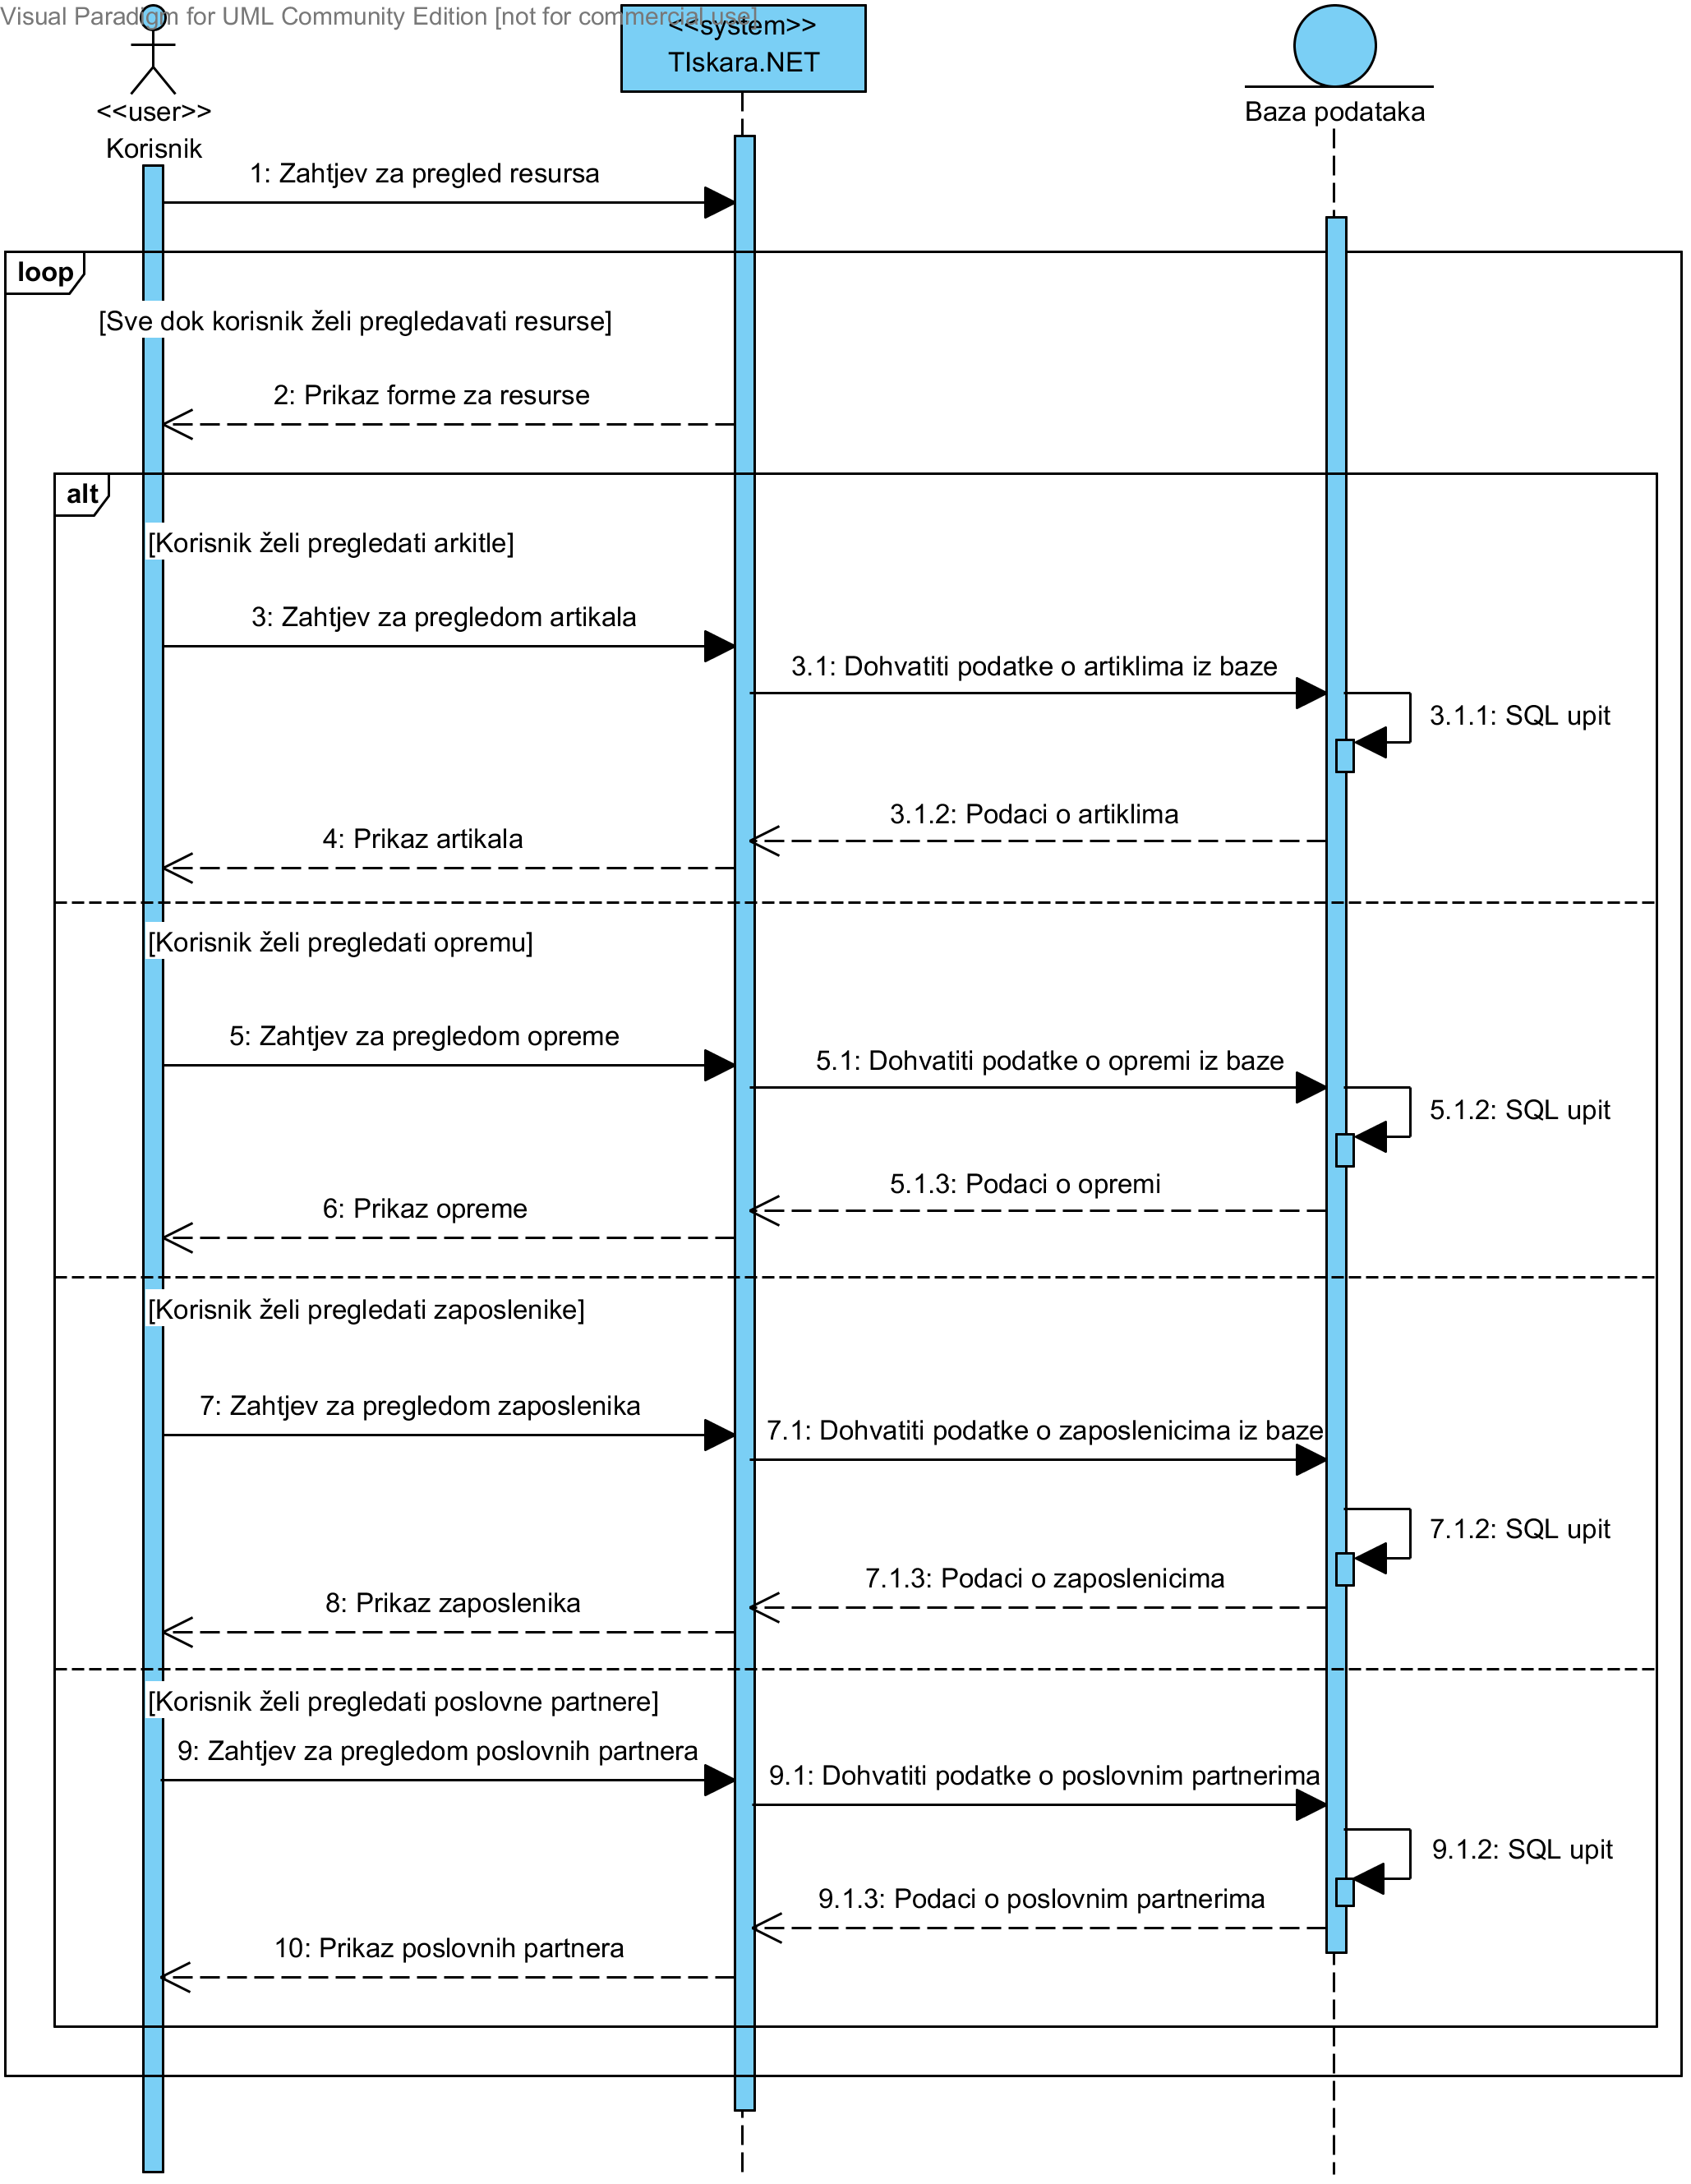 Visual Paradigm for UML Community Edition [not for commercial use]
<<system>>
TIskara.NET
<<user>>
Korisnik
Baza podataka
1: Zahtjev za pregled resursa
loop
[Sve dok korisnik želi pregledavati resurse]
2: Prikaz forme za resurse
alt
[Korisnik želi pregledati arkitle]
3: Zahtjev za pregledom artikala
3.1: Dohvatiti podatke o artiklima iz baze
3.1.1: SQL upit
3.1.2: Podaci o artiklima
4: Prikaz artikala
[Korisnik želi pregledati opremu]
5: Zahtjev za pregledom opreme
5.1: Dohvatiti podatke o opremi iz baze
5.1.2: SQL upit
5.1.3: Podaci o opremi
6: Prikaz opreme
[Korisnik želi pregledati zaposlenike]
7: Zahtjev za pregledom zaposlenika
7.1: Dohvatiti podatke o zaposlenicima iz baze
7.1.2: SQL upit
7.1.3: Podaci o zaposlenicima
8: Prikaz zaposlenika
[Korisnik želi pregledati poslovne partnere]
9: Zahtjev za pregledom poslovnih partnera
9.1: Dohvatiti podatke o poslovnim partnerima
9.1.2: SQL upit
9.1.3: Podaci o poslovnim partnerima
10: Prikaz poslovnih partnera